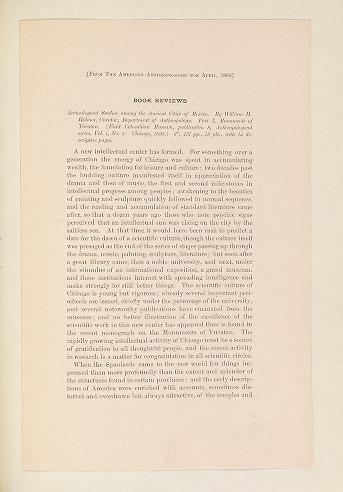 [From The American Anthropologist for April, 1896]
BOOK REVIEWS
Archeological Studies among the Ancient Cities of Mexico. By William H.
Holmes, Curator, Department of Anthropology. Part I, Monuments of
Yucatan. (Field Columbian Museum, publication 8, Anthropological
series, Vol. I, No. 1. Chicago, 1895.) 8°, 137 pp., 18 pls., with 14 de-
scriptive pages.
A new intellectual center has formed. For something over a
generation the energy of Chicago was spent in accumulating
wealth, the foundation for leisure and culture; two decades past
the budding culture manifested itself in appreciation of the
drama and then of music, the first and second milestones in
intellectual progress among peoples; awakening to the beauties
of painting and sculpture quickly followed in normal sequence,
and the reading and accumulation of standard literature came
after, so that a dozen years ago those who note psychic signs
perceived that an intellectual sun was rising on the city by the
saltless sea. At that time it would have been rash to predict a
date for the dawn of a scientific culture, though the culture itself
was presaged as the end of the series of stages passing up through
the drama, music, painting, sculpture, literature; but soon after
a great library came, then a noble university, and next, under
the stimulus of an international exposition, a grand museum,
and these institutions interact with spreading intelligence and
make strongly for still better things. The scientific culture of
Chicago is young but vigorous; already several important peri-
odicals are issued, chiefly under the patronage of the university,
and several noteworthy publications have emanated from the
museum; and no better illustration of the excellence of the
scientific work in this new center has appeared than is found in
the recent monograph on the Monuments of Yucatan. The
rapidly growing intellectual activity of Chicago must be a source
of gratification to all thoughtful people, and the recent activity
in research is a matter for congratulation in all scientific circles.
When the Spaniards came to the new world few things im-
pressed them more profoundly than the extent and splendor of
the structures found in certain provinces; and the early descrip-
tions of America were enriched with accounts, sometimes dis-
torted and overdrawn but always attractive, of the temples and